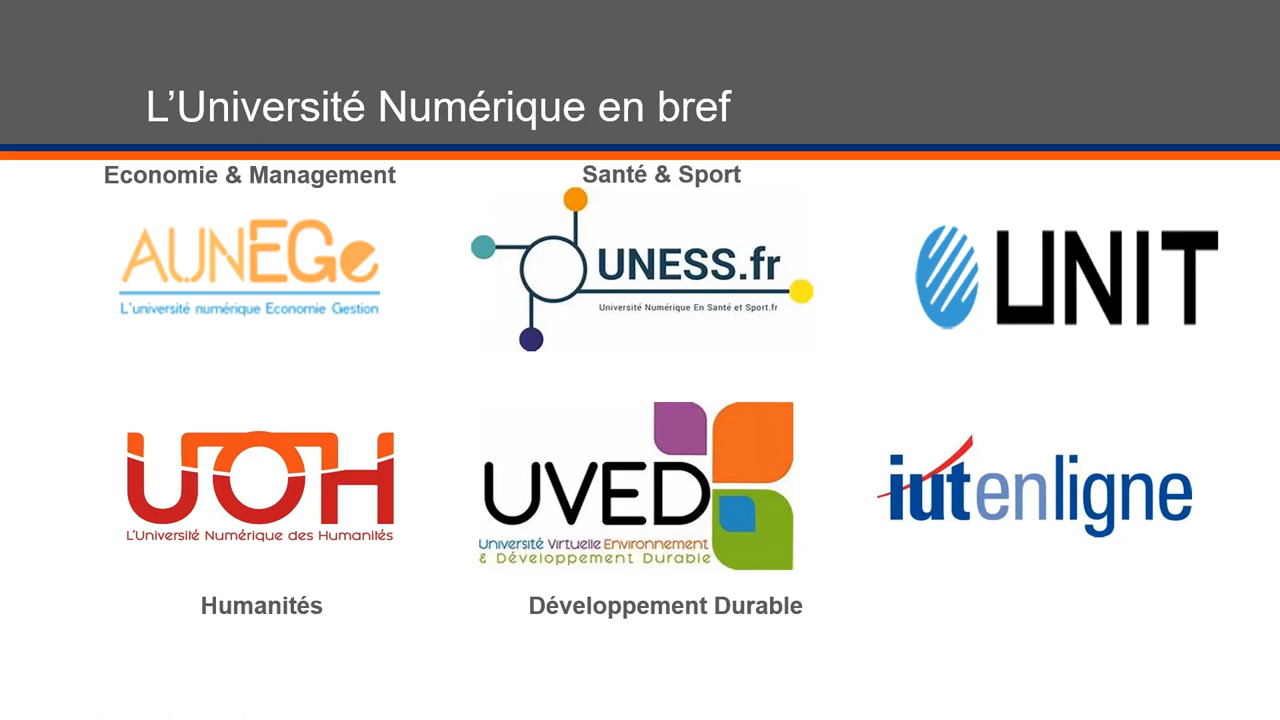 L’Université Numérique en bref
Economie & Management
Santé & Sport
AUNEGe
L'université numérique Economie Gestion
UNESS.fr
Université Numérique En Santé et Sport.fr
UNIT
UOH
L'Université Numérique des Humanités
UVED
Université Virtuelle Environnement
& Développement Durable
iutenligne
Humanités
Développement Durable